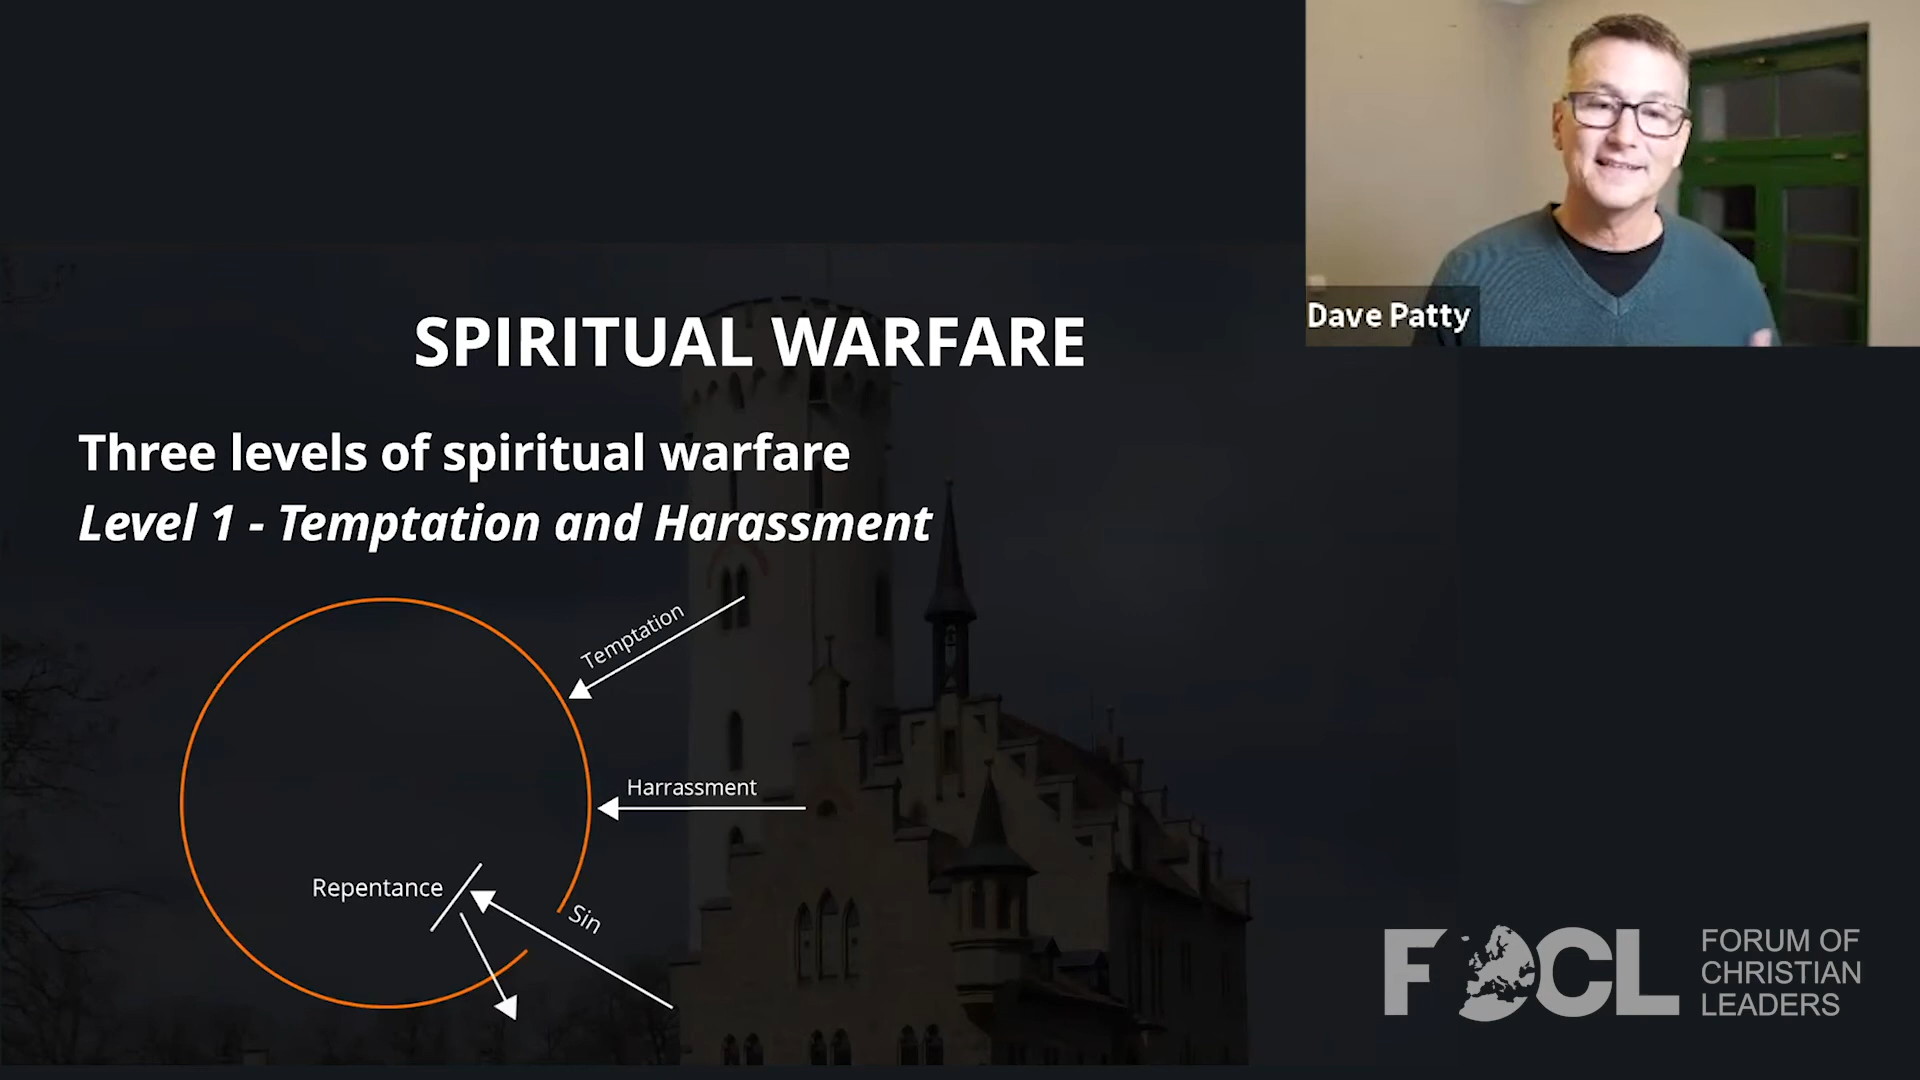 Dave Patty
SPIRITUAL WARFARE
Three levels of spiritual warfare
Level 1 - Temptation and Harassment
Temptation
Harrassment
Repentance
Sin
FOCL
FORUM OF
CHRISTIAN
LEADERS